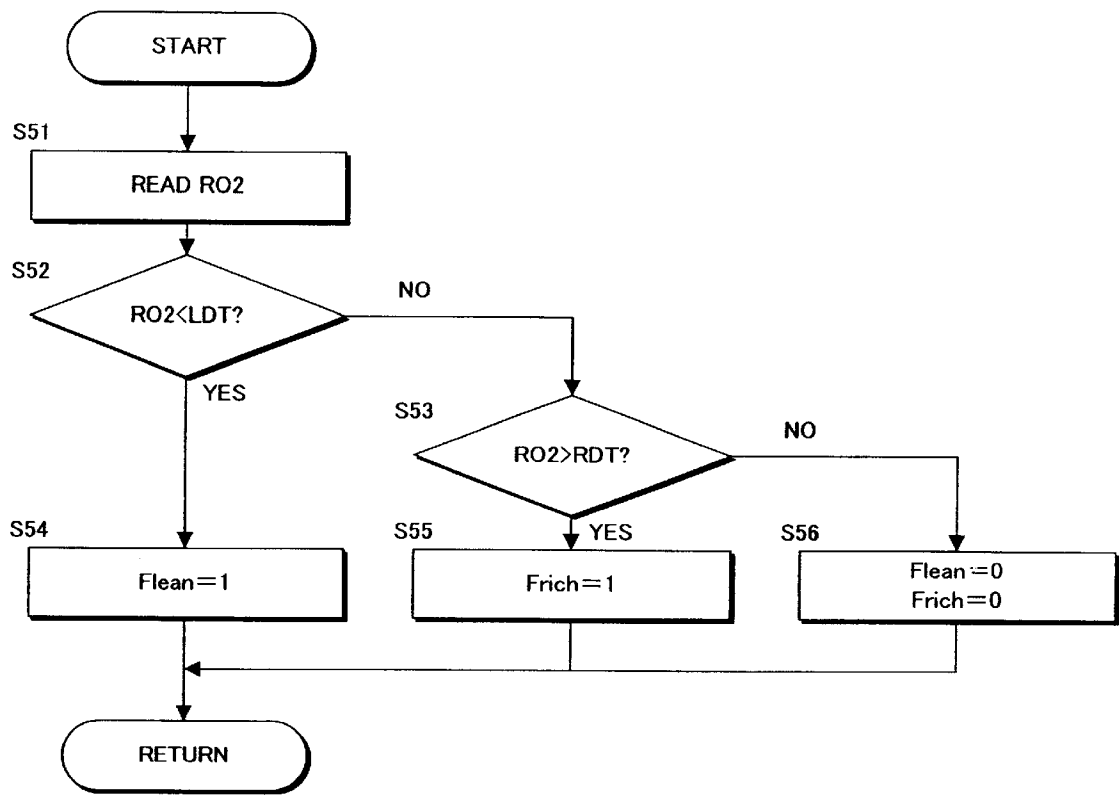 START
S51
READ RO2
S52
RO2<LDT?
NO
YES
S53
RO2>RDT?
NO
YES
S54
Flean=1
S55
Frich=1
S56
Flean=0
Frich=0
RETURN